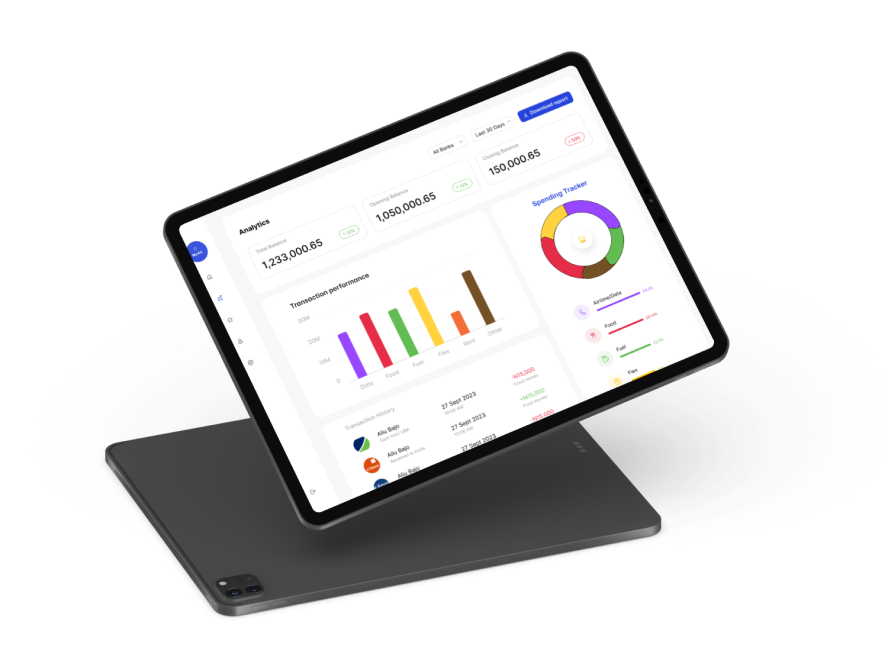 All Banks
Last 30 Days
Download report
Analytics
Total Balance
1,233,000.65
Opening Balance
1,050,000.65
Closing Balance
150,000.65
Transaction performance
30M
20M
10M
0
Data
Food
Fuel
Flex
Rent
Other
Spending Tracker
Airtime/Data
Food
Fuel
Flex
Transaction History
Aliu Bajo
Sent from UBA
27 Sept 2023
-N15,000
Aliu Bajo
27 Sept 2023
+N15,000
Aliu Bajo
27 Sept 2023
-N15,000